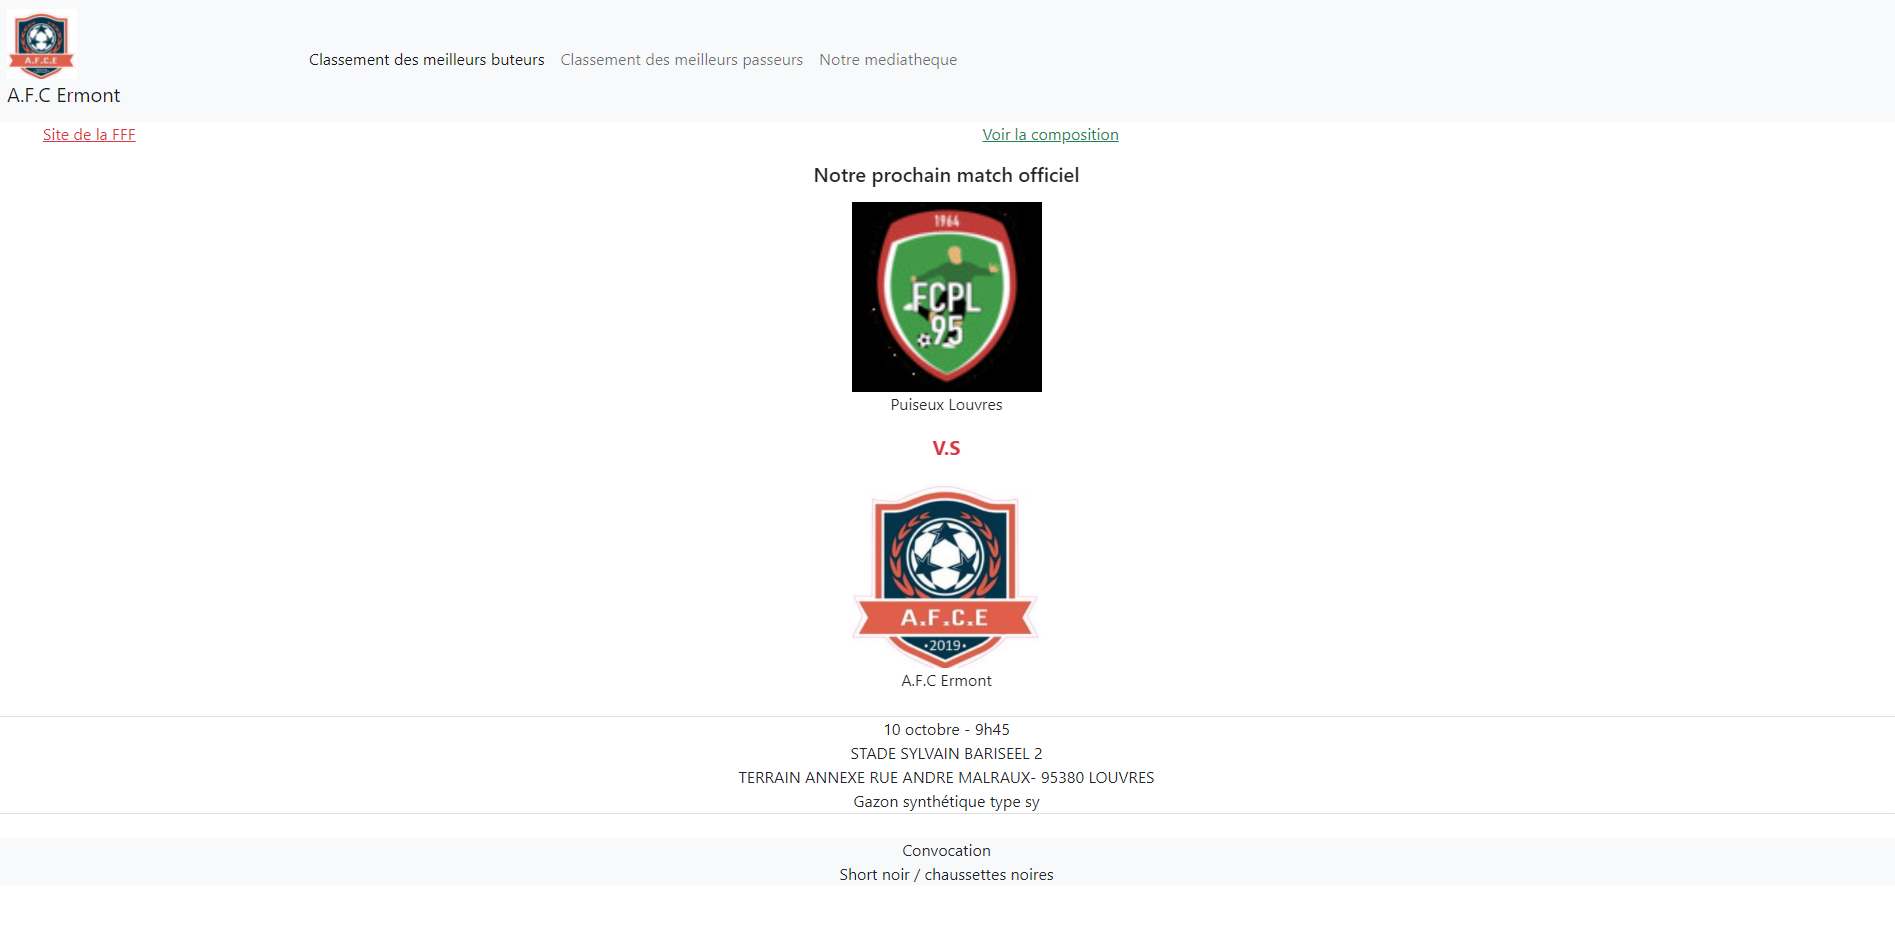 A.F.C.E
A.F.C Ermont
Classement des meilleurs buteurs Classement des meilleurs passeurs Notre mediatheque
Site de la FFF
Voir la composition
Notre prochain match officiel
1964
FCPL
95
Puiseux Louvres
V.S
A.F.C.E
•2019•
A.F.C Ermont
10 octobre - 9h45
STADE SYLVAIN BARISEEL 2
TERRAIN ANNEXE RUE ANDRE MALRAUX- 95380 LOUVRES
Gazon synthétique type sy
Convocation
Short noir / chaussettes noires